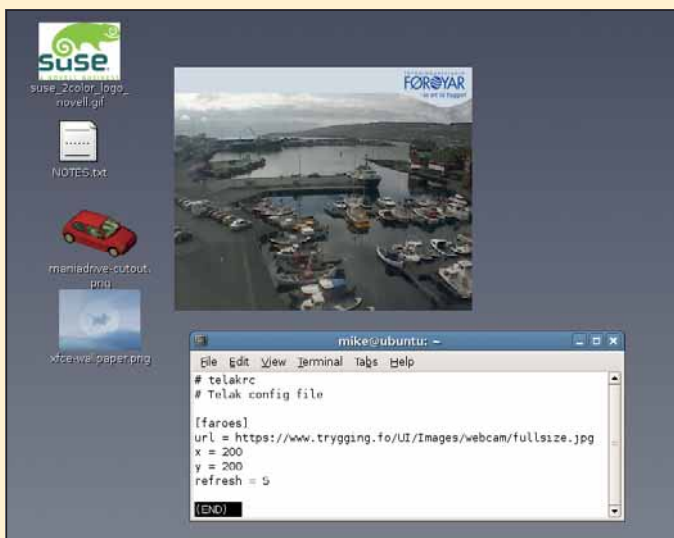 suse
A NOVELL BUSINESS
suse_2color_logo_
novell.gif
NOTES.txt
maniadrive-cutout.
png
xfce-wallpaper.png
FØROYAR
mike@ubuntu: ~
File Edit View Terminal Tabs Help
# telakrc
# Telak config file
[faroes]
url = https://www.trygging.fo/UI/Images/webcam/fullsize.jpg
x = 200
y = 200
refresh = 5
(END)